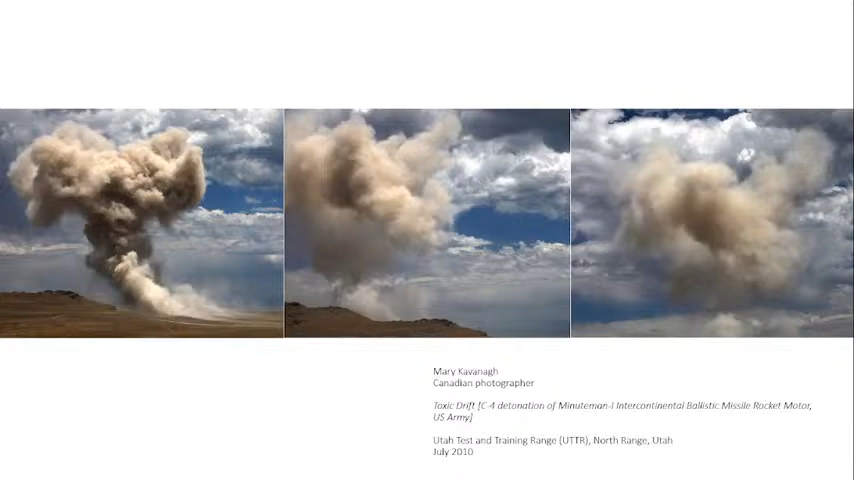 Mary Kavanagh
Canadian photographer
Toxic Drift [C-4 detonation of Minuteman-I Intercontinental Ballistic Missile Rocket Motor,
US Army]
Utah Test and Training Range (UTTR), North Range, Utah
July 2010